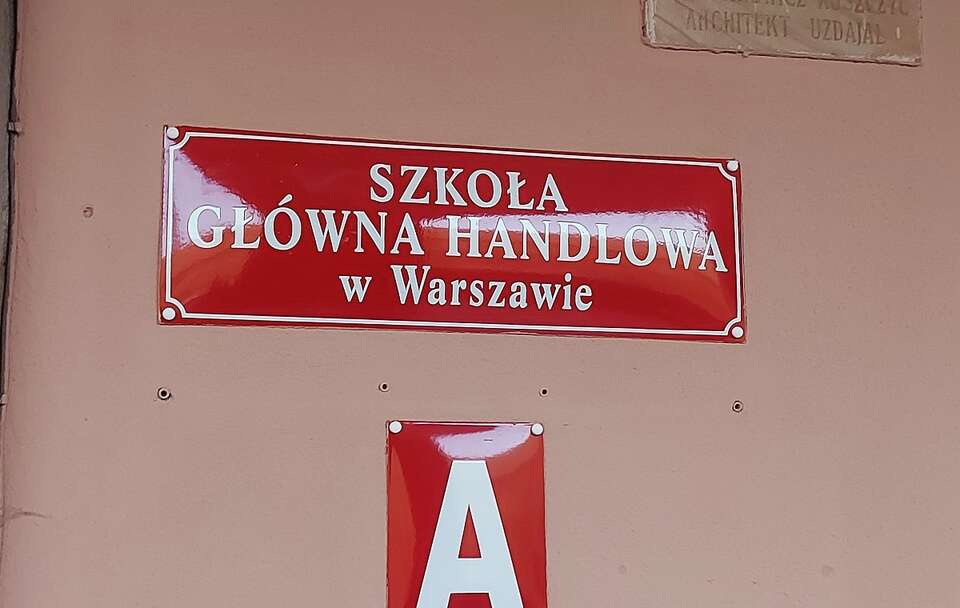 ARCHITEKT UZDAJAŁ
SZKOŁA
GŁÓWNA HANDLOWA
w Warszawie
A